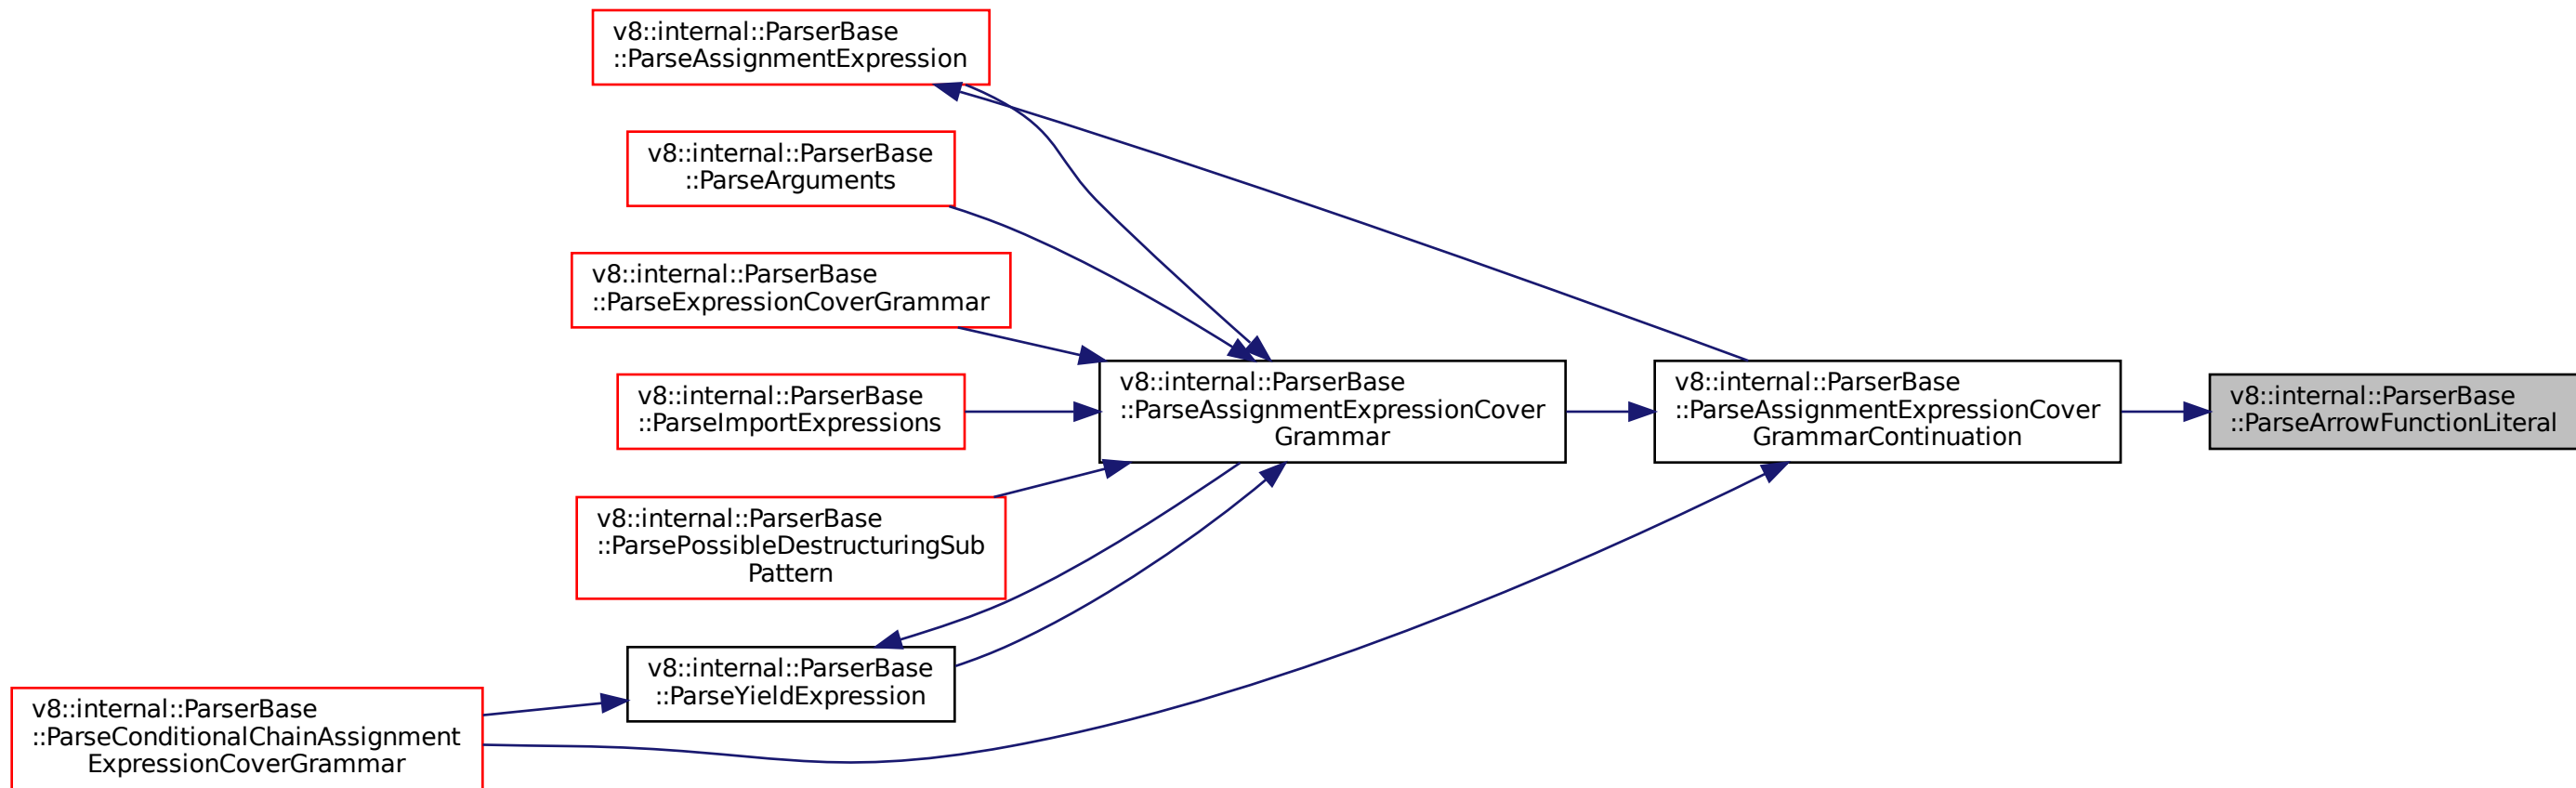 v8::internal::ParserBase
::ParseAssignmentExpression
v8::internal::ParserBase
::ParseArguments
v8::internal::ParserBase
::ParseExpressionCoverGrammar
v8::internal::ParserBase
::ParseImportExpressions
v8::internal::ParserBase
::ParsePossibleDestructuringSub
Pattern
v8::internal::ParserBase
::ParseYieldExpression
v8::internal::ParserBase
::ParseConditionalChainAssignment
ExpressionCoverGrammar
v8::internal::ParserBase
::ParseAssignmentExpressionCover
Grammar
v8::internal::ParserBase
::ParseAssignmentExpressionCover
GrammarContinuation
v8::internal::ParserBase
::ParseArrowFunctionLiteral